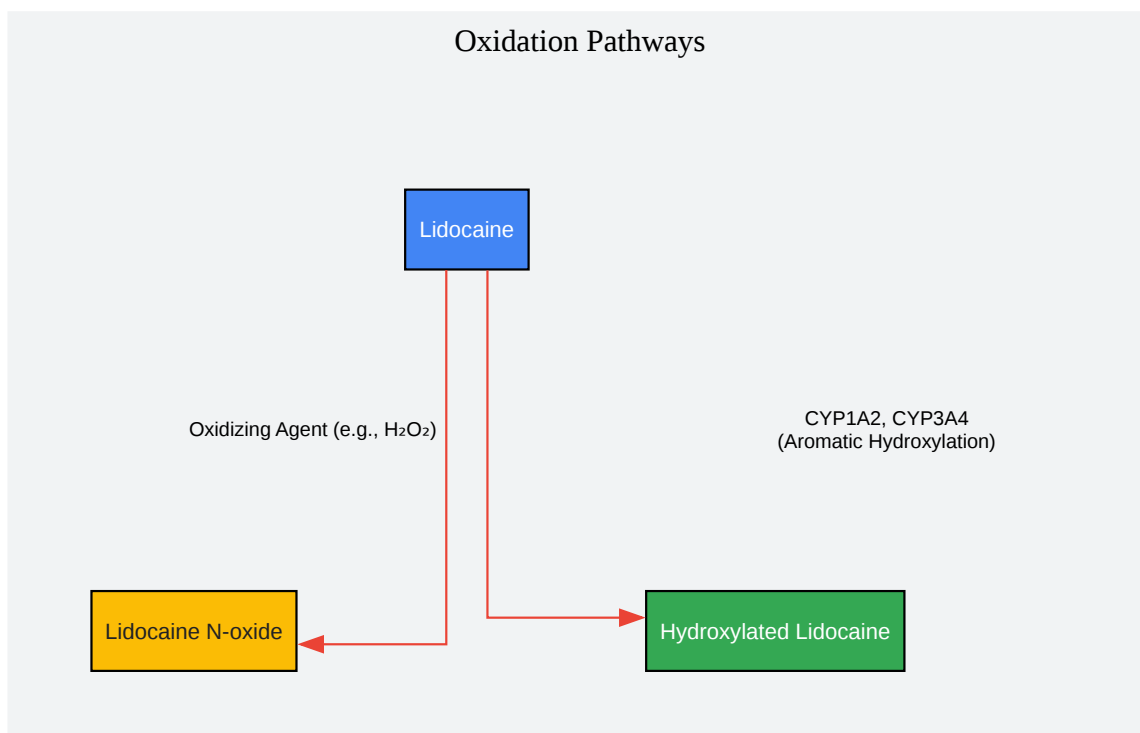 Oxidation Pathways
Lidocaine
Oxidizing Agent (e.g., H₂O₂)
CYP1A2, CYP3A4
(Aromatic Hydroxylation)
Lidocaine N-oxide
Hydroxylated Lidocaine